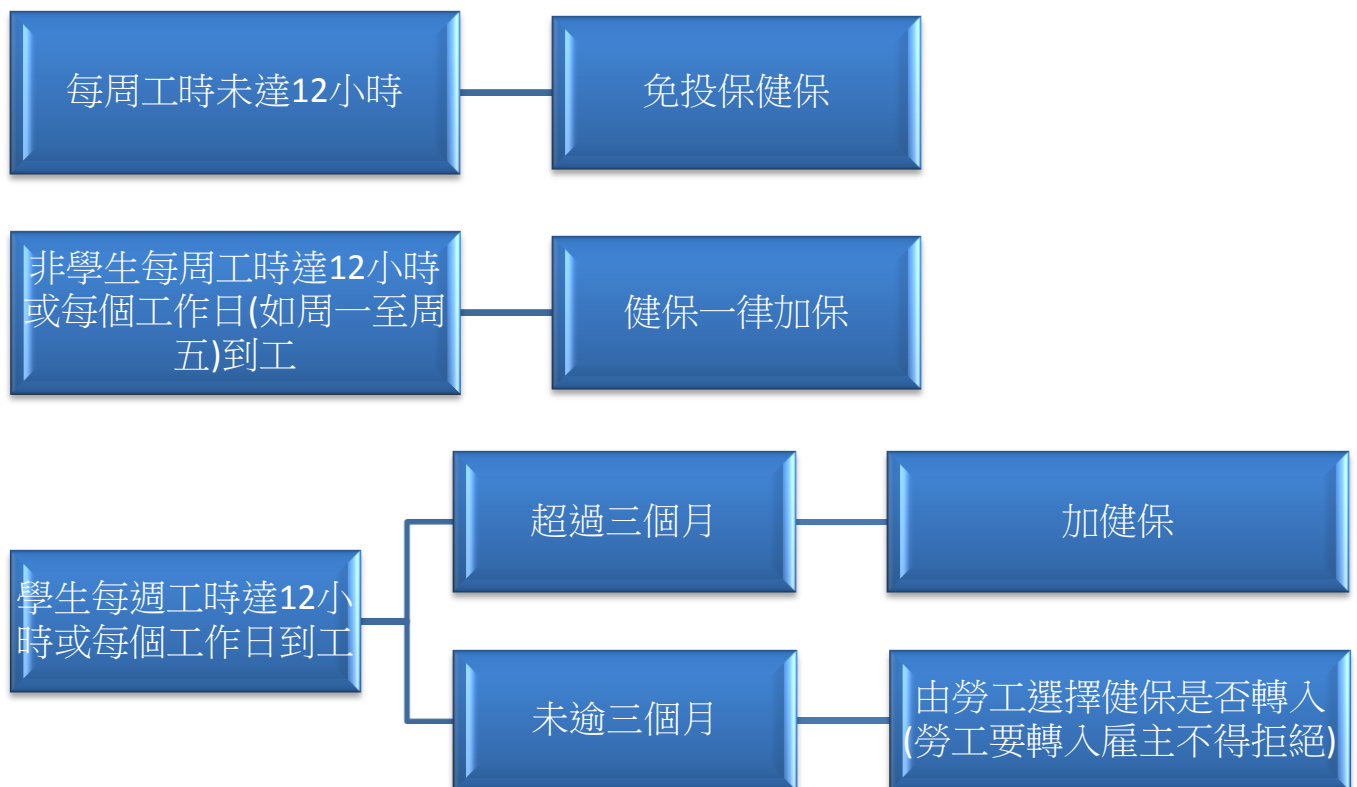 每周工時未達12小時
免投保健保
非學生每周工時達12小時
或每個工作日(如周一至周
五)到工
健保一律加保
學生每週工時達12小
時或每個工作日到工
超過三個月
加健保
未逾三個月
由勞工選擇健保是否轉入
(勞工要轉入雇主不得拒絕)